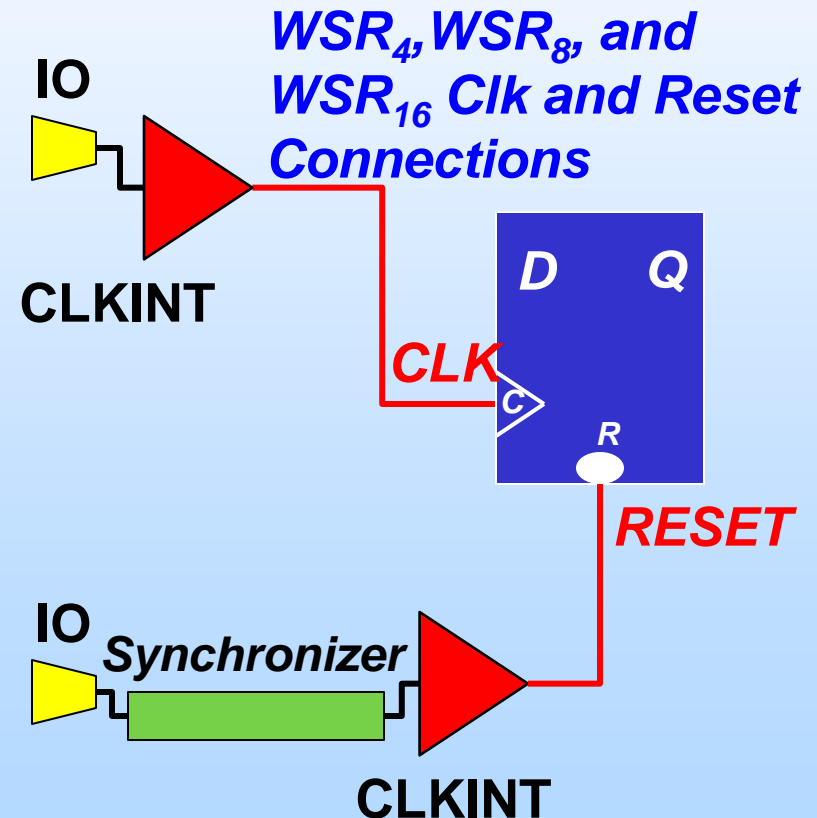 WSR₄,WSR₈, and
WSR₁₆ Clk and Reset
Connections
IO
CLKINT
D Q
CLK
C
R
RESET
IO
Synchronizer
CLKINT